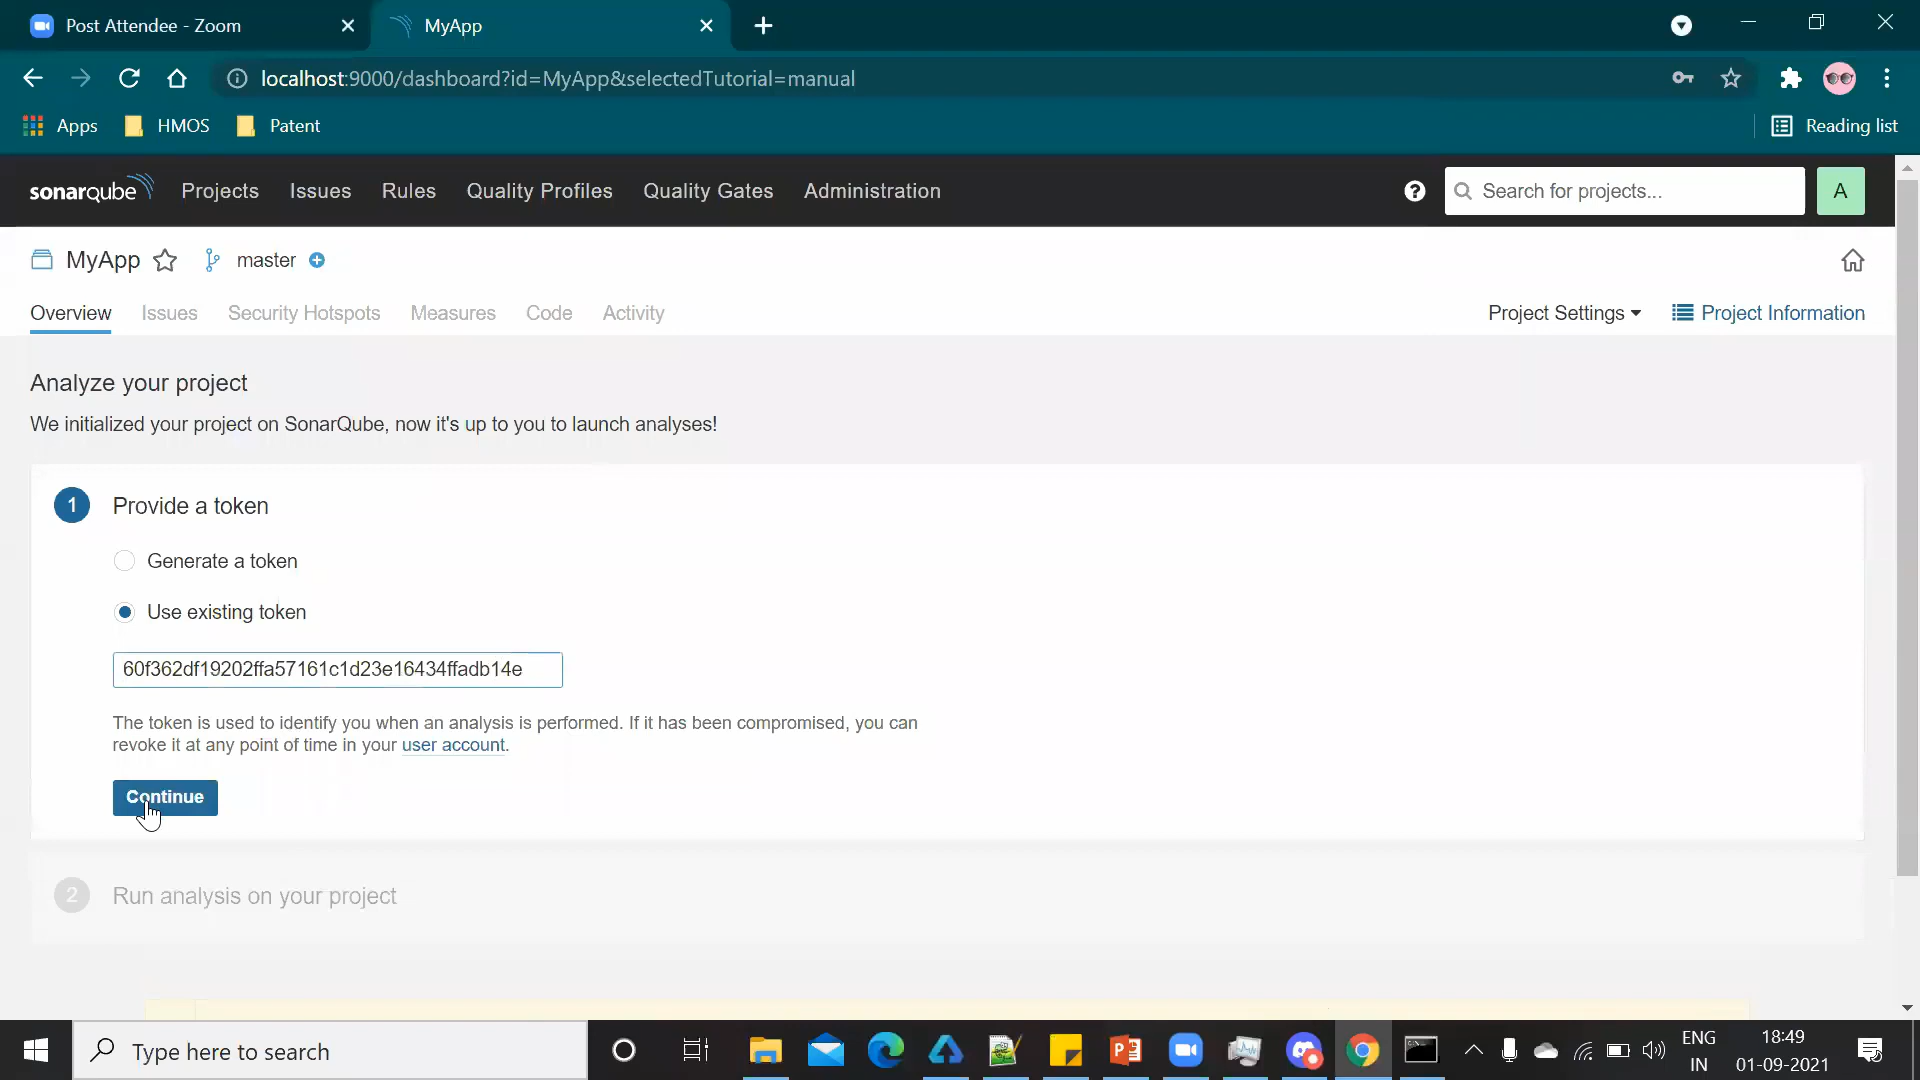 Post Attendee - Zoom
MyApp
localhost:9000/dashboard?id=MyApp&selectedTutorial=manual
Apps
HMOS
Patent
Reading list
sonarqube
Projects
Issues
Rules
Quality Profiles
Quality Gates
Administration
Search for projects...
A
MyApp
master
Overview
Issues
Security Hotspots
Measures
Code
Activity
Project Settings
Project Information
Analyze your project
We initialized your project on SonarQube, now it's up to you to launch analyses!
1
Provide a token
Generate a token
Use existing token
60f362df19202ffa57161c1d23e16434ffadb14e
The token is used to identify you when an analysis is performed. If it has been compromised, you can
revoke it at any point of time in your user account.
Continue
2
Run analysis on your project
Type here to search
ENG
IN
18:49
01-09-2021